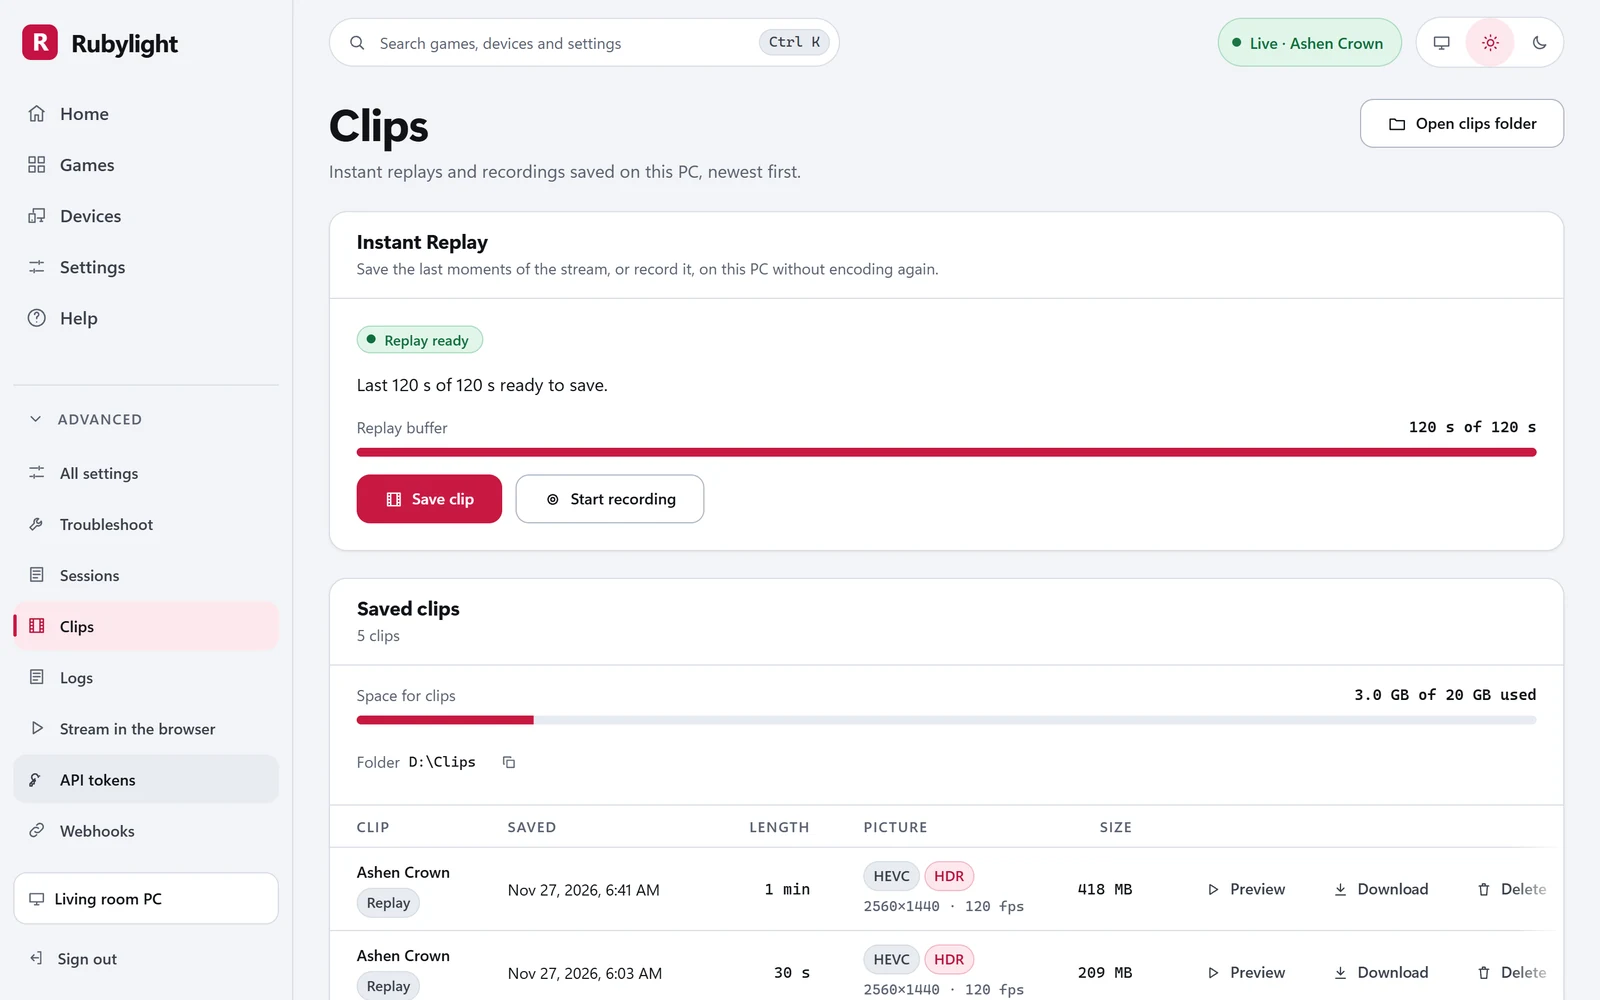 R Rubylight
Search games, devices and settings Ctrl K
Live · Ashen Crown
Home
Games
Devices
Settings
Help
ADVANCED
All settings
Troubleshoot
Sessions
Clips
Logs
Stream in the browser
API tokens
Webhooks
Living room PC
Sign out
Clips
Open clips folder
Instant replays and recordings saved on this PC, newest first.
Instant Replay
Save the last moments of the stream, or record it, on this PC without encoding again.
Replay ready
Last 120 s of 120 s ready to save.
Replay buffer 120 s of 120 s
Save clip Start recording
Saved clips
5 clips
Space for clips 3.0 GB of 20 GB used
Folder D:\Clips
CLIP SAVED LENGTH PICTURE SIZE
Ashen Crown
Replay
Nov 27, 2026, 6:41 AM
1 min
HEVC HDR
2560×1440 · 120 fps
418 MB
Preview Download Delete
Ashen Crown
Replay
Nov 27, 2026, 6:03 AM
30 s
HEVC HDR
2560×1440 · 120 fps
209 MB
Preview Download Delete